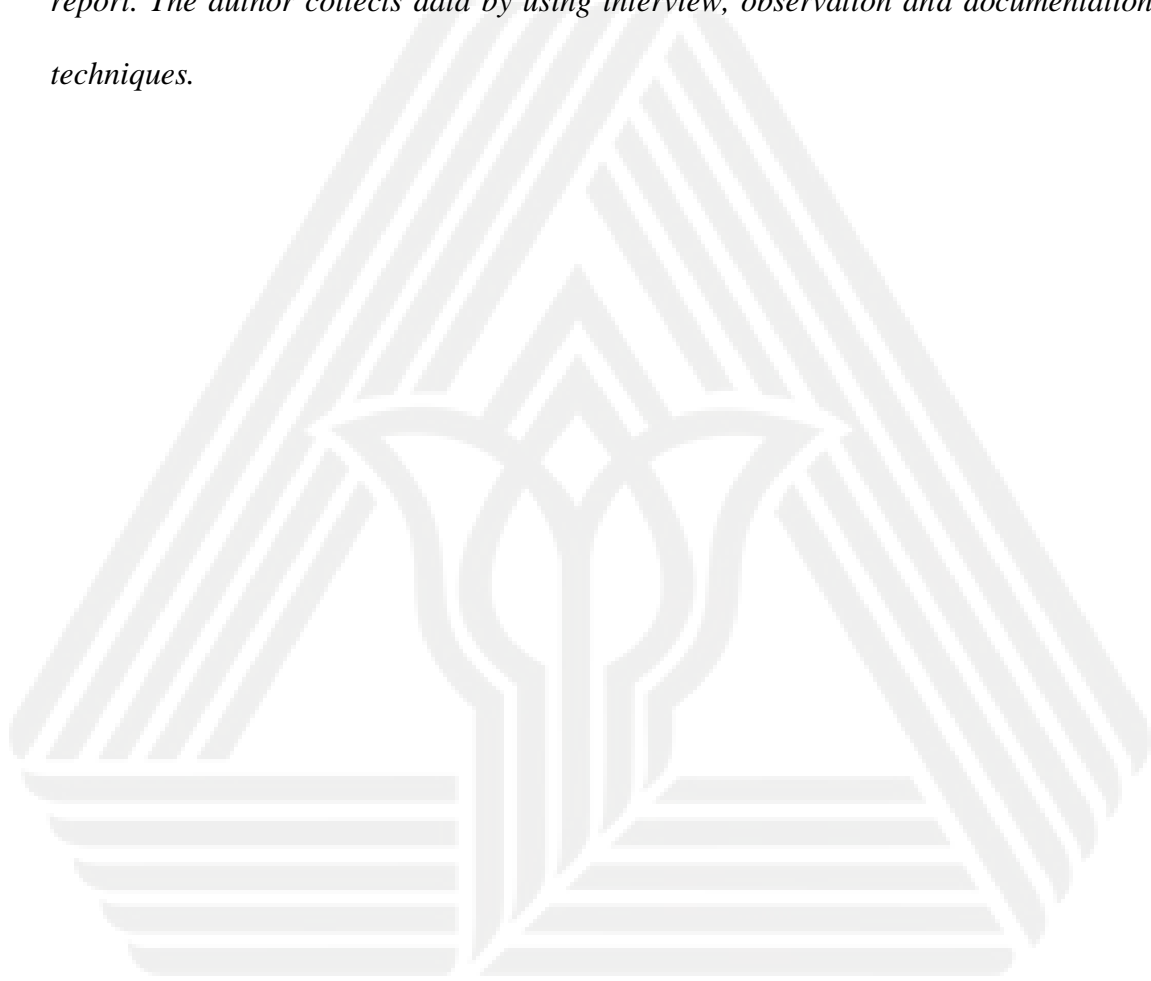 report. The author collects data by using interview, observation and documentation
techniques.